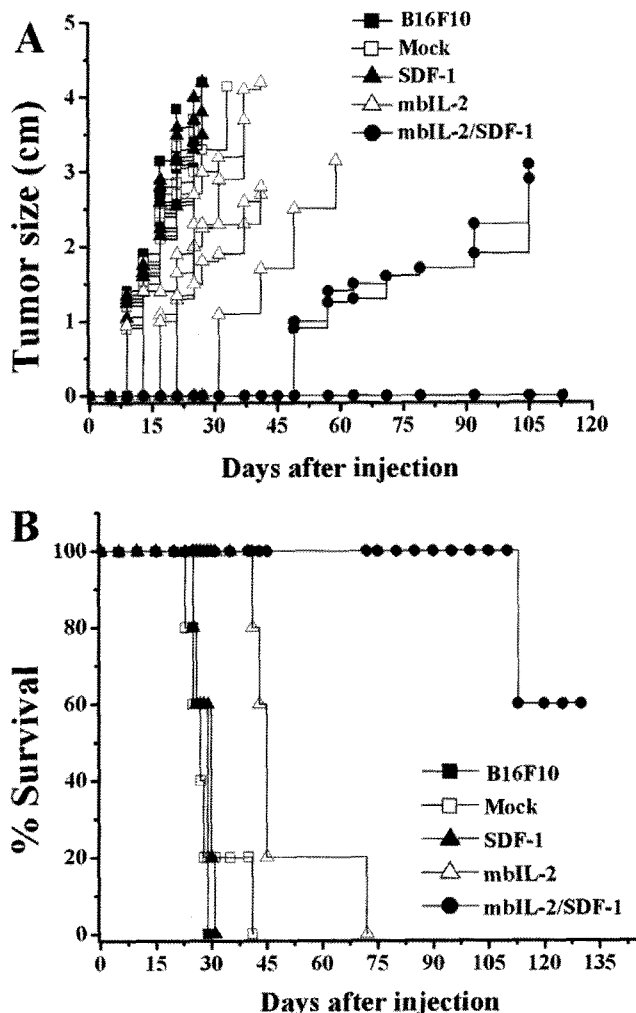 A
B16F10
Mock
SDF-1
mbIL-2
mbIL-2/SDF-1
Tumor size (cm)
5
4
3
2
1
0
0 15 30 45 60 75 90 105 120
Days after injection
B
% Survival
100
80
60
40
20
0
B16F10
Mock
SDF-1
mbIL-2
mbIL-2/SDF-1
0 15 30 45 60 75 90 105 120 135
Days after injection